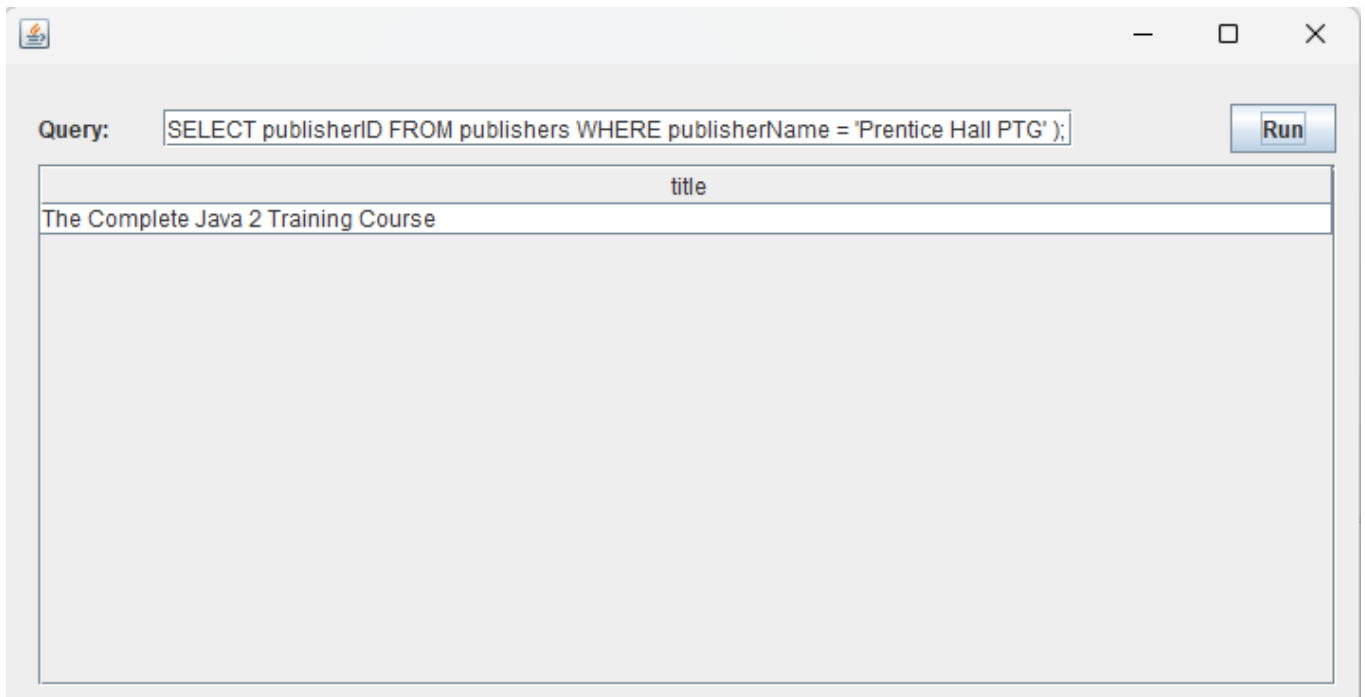 Query: SELECT publisherID FROM publishers WHERE publisherName = 'Prentice Hall PTG' ); Run
title
The Complete Java 2 Training Course